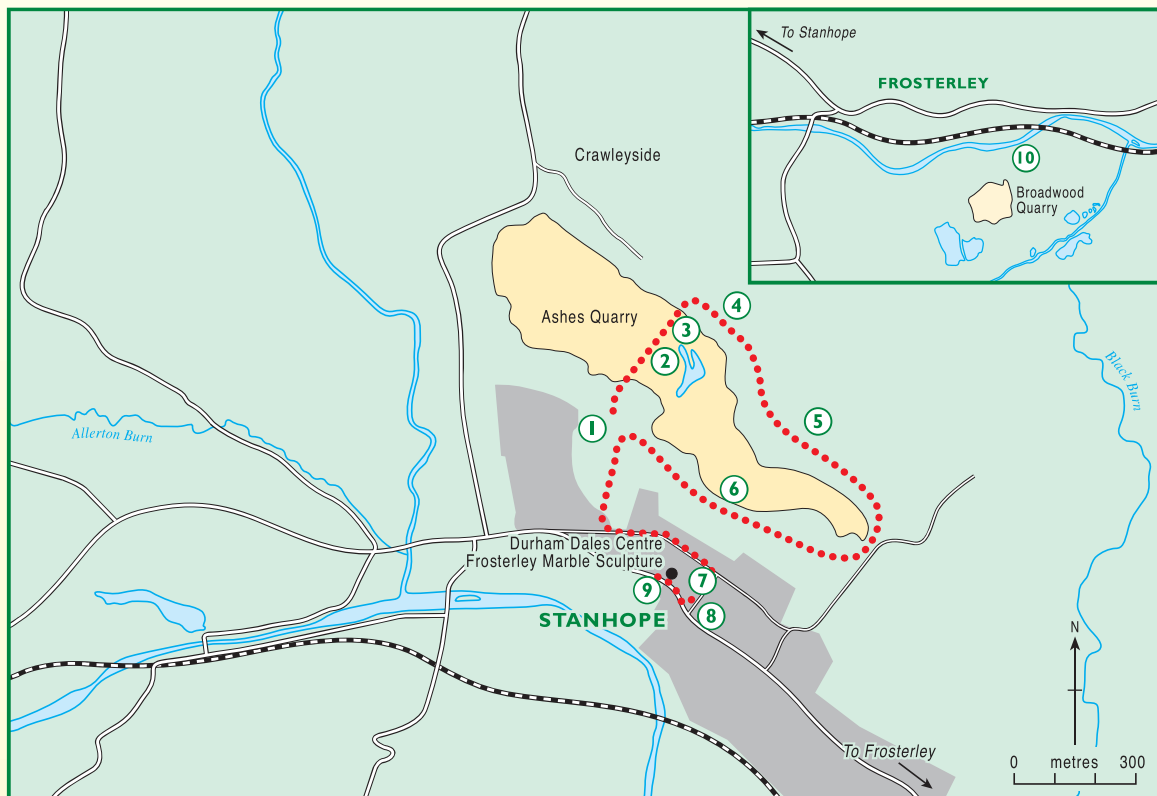 To Stanhope
FROSTERLEY
10
Broadwood
Quarry
Crawleyside
Ashes Quarry
4
3
2
Black Burn
1
5
Allerton Burn
6
Durham Dales Centre
Frosterley Marble Sculpture
7
9
8
STANHOPE
N
To Frosterley
0 metres 300